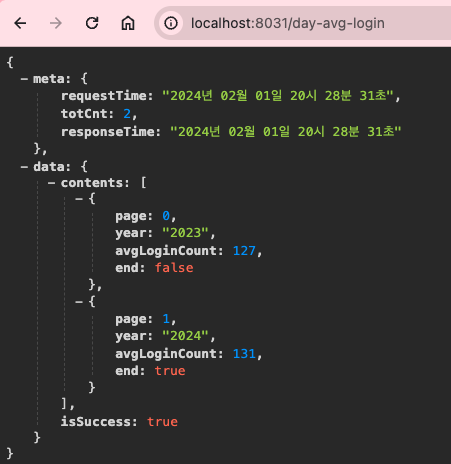 localhost:8031/day-avg-login
{
– meta: {
requestTime: "2024년 02월 01일 20시 28분 31초",
totCnt: 2,
responseTime: "2024년 02월 01일 20시 28분 31초"
},
– data: {
– contents: [
– {
page: 0,
year: "2023",
avgLoginCount: 127,
end: false
},
– {
page: 1,
year: "2024",
avgLoginCount: 131,
end: true
}
],
isSuccess: true
}
}